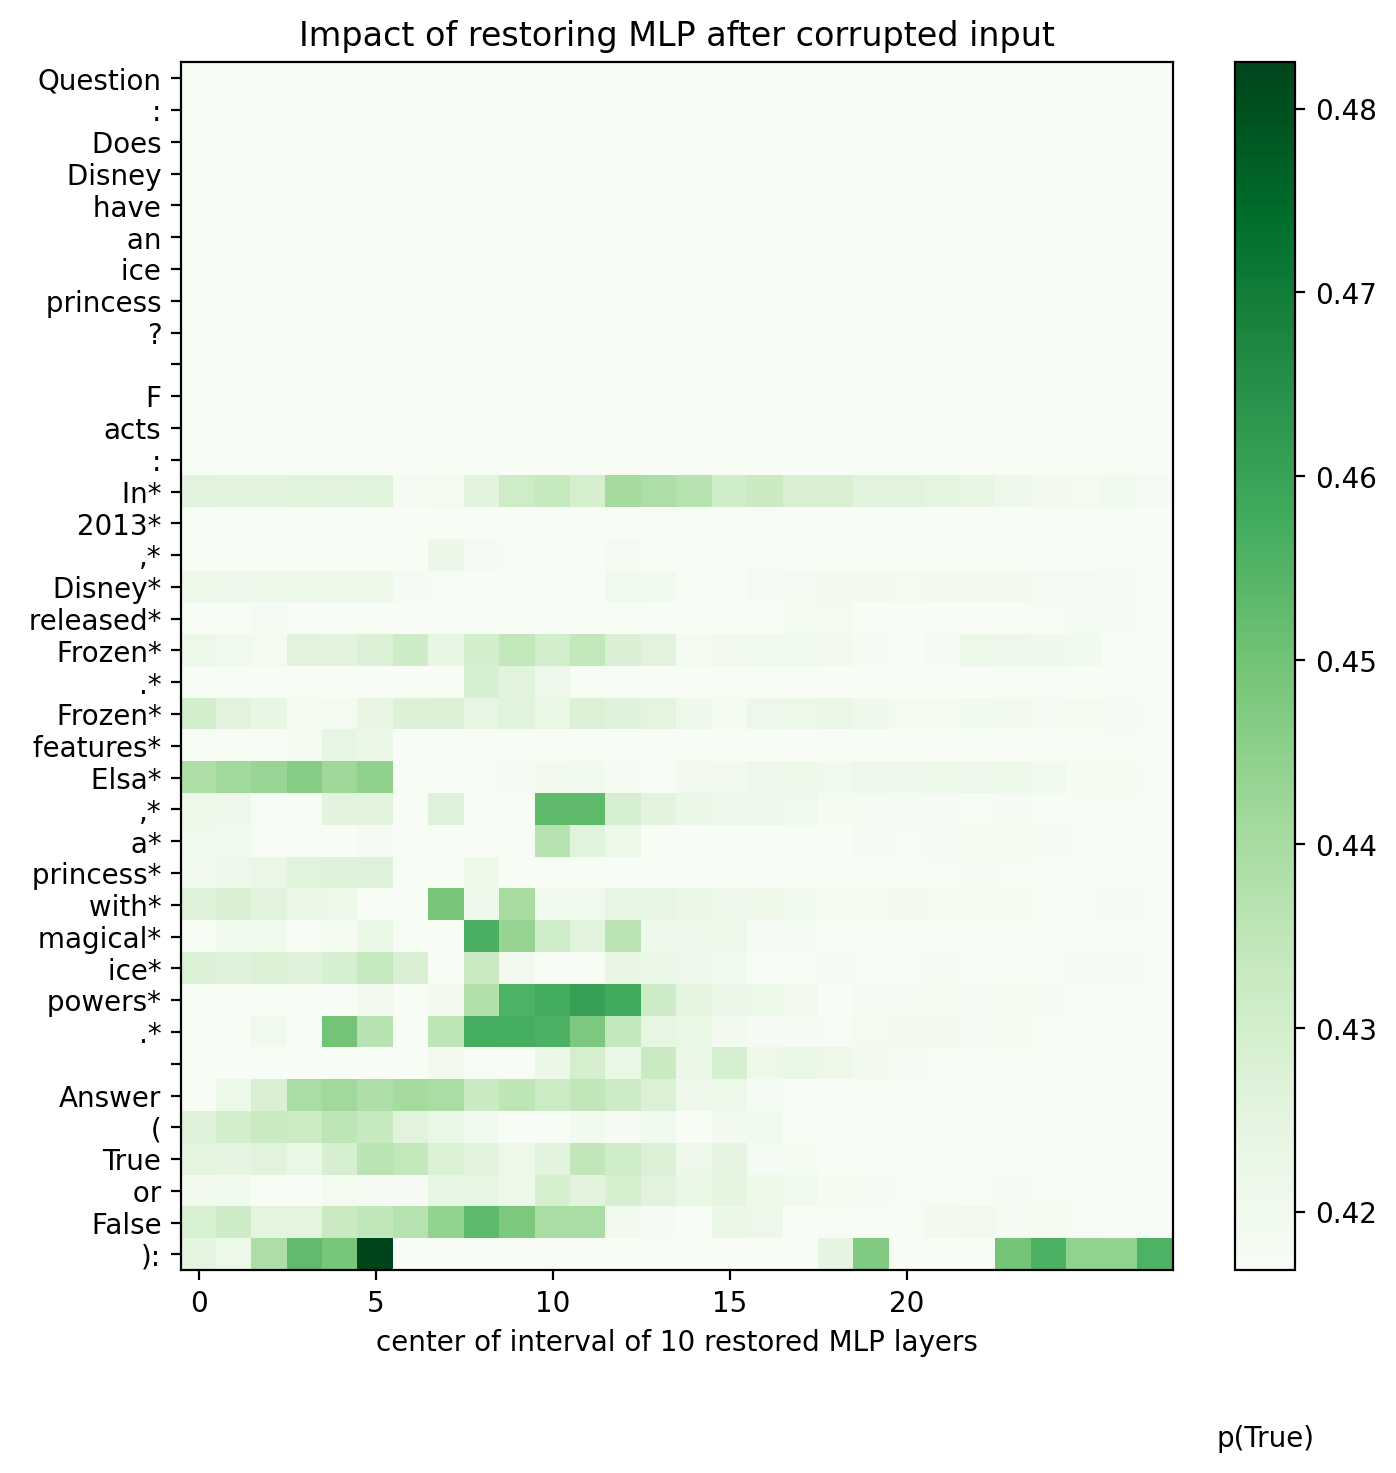 Impact of restoring MLP after corrupted input
Question
:
Does
Disney
have
an
ice
princess
?
F
acts
:
In*
2013*
,*
Disney*
released*
Frozen*
.*
Frozen*
features*
Elsa*
,*
a*
princess*
with*
magical*
ice*
powers*
.*
Answer
(
True
or
False
):
0 5 10 15 20
center of interval of 10 restored MLP layers
0.48
0.47
0.46
0.45
0.44
0.43
0.42
p(True)